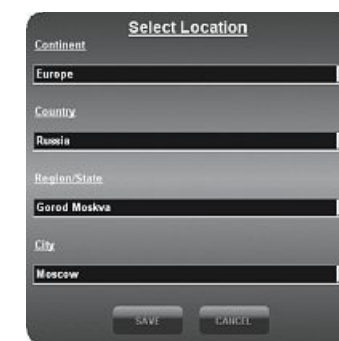 Select Location
Continent
Europe
Country
Russia
Region/State
Gorod Moskva
City
Moscow
SAVE
CANCEL